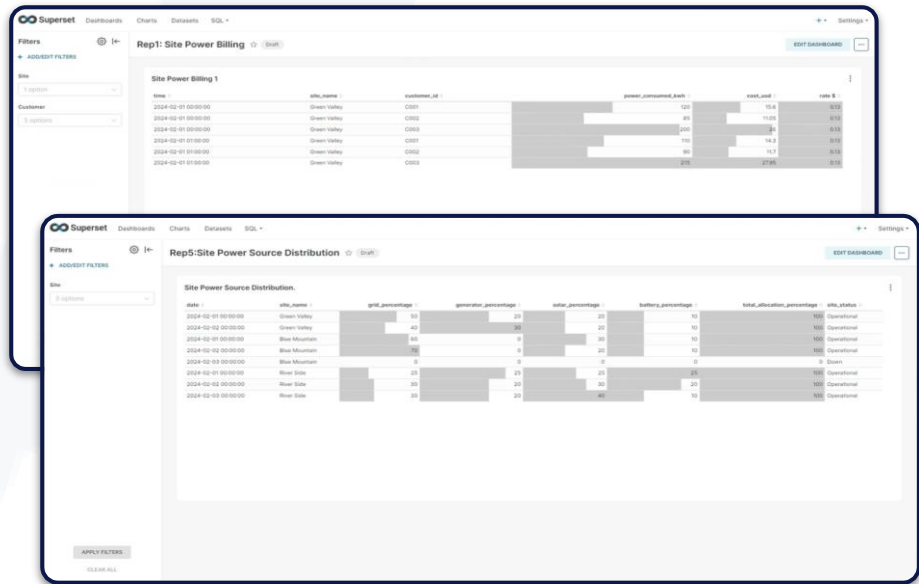 Superset Dashboards Charts Datasets SQL Settings
Filters
+ ADD/EDIT FILTERS
Site
1 option
Customer
3 options
Rep1: Site Power Billing Draft EDIT DASHBOARD
Site Power Billing 1
time site_name customer_id power_consumed_kwh cost_usd rate $
2024-02-01 00:00:00 Green Valley C001 120 15.6 0.13
2024-02-01 00:00:00 Green Valley C002 85 11.05 0.13
2024-02-01 00:00:00 Green Valley C003 200 26 0.13
2024-02-01 01:00:00 Green Valley C001 110 14.3 0.13
2024-02-01 01:00:00 Green Valley C002 90 11.7 0.13
2024-02-01 01:00:00 Green Valley C003 215 27.95 0.13
Superset Dashboards Charts Datasets SQL Settings
Filters
+ ADD/EDIT FILTERS
Site
3 options
APPLY FILTERS
CLEAR ALL
Rep5:Site Power Source Distribution Draft EDIT DASHBOARD
Site Power Source Distribution.
date site_name grid_percentage generator_percentage solar_percentage battery_percentage total_allocation_percentage site_status
2024-02-01 00:00:00 Green Valley 50 20 20 10 100 Operational
2024-02-02 00:00:00 Green Valley 40 30 20 10 100 Operational
2024-02-01 00:00:00 Blue Mountain 60 0 30 10 100 Operational
2024-02-02 00:00:00 Blue Mountain 70 0 20 10 100 Operational
2024-02-03 00:00:00 Blue Mountain 0 0 0 0 0 Down
2024-02-01 00:00:00 River Side 25 25 25 25 100 Operational
2024-02-02 00:00:00 River Side 30 20 30 20 100 Operational
2024-02-03 00:00:00 River Side 30 20 40 10 100 Operational